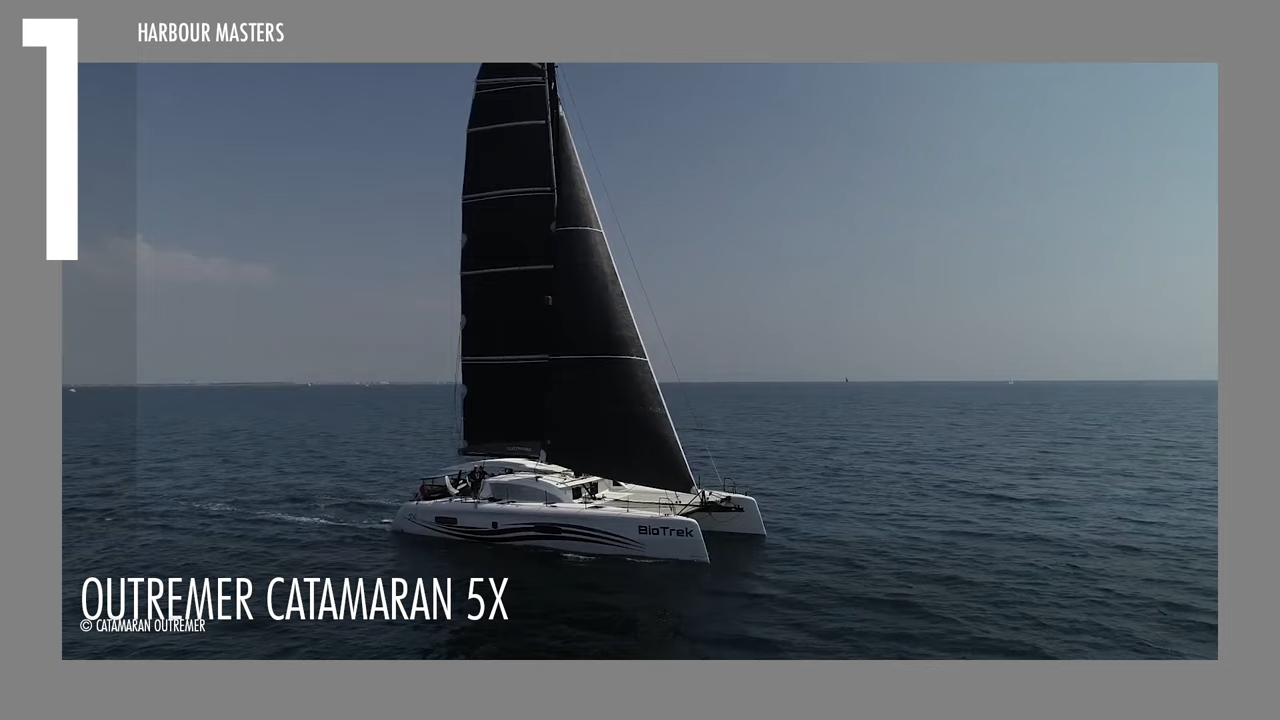 1
HARBOUR MASTERS
BioTrek
OUTREMER CATAMARAN 5X
© CATAMARAN OUTREMER